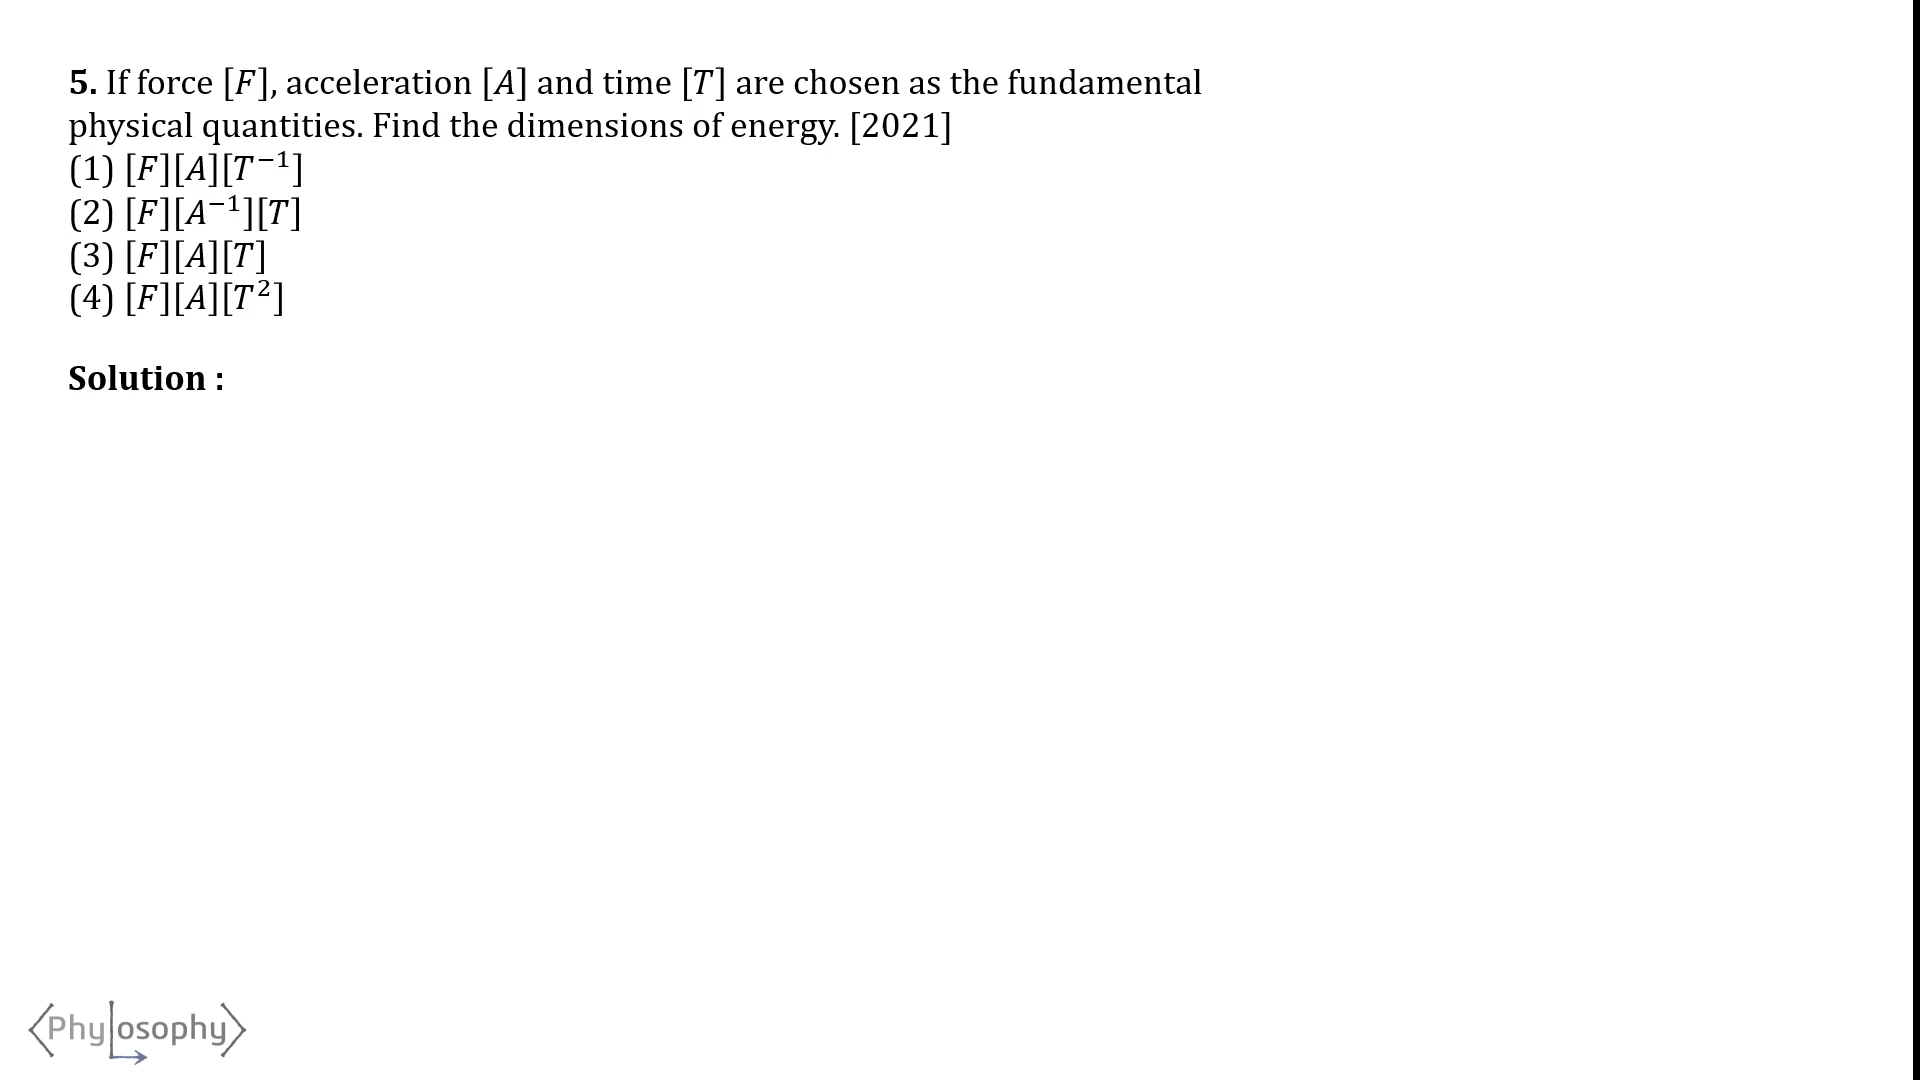 5. If force [F], acceleration [A] and time [T] are chosen as the fundamental
physical quantities. Find the dimensions of energy. [2021]
(1) [F][A][T⁻¹]
(2) [F][A⁻¹][T]
(3) [F][A][T]
(4) [F][A][T²]
Solution :
Phylosophy